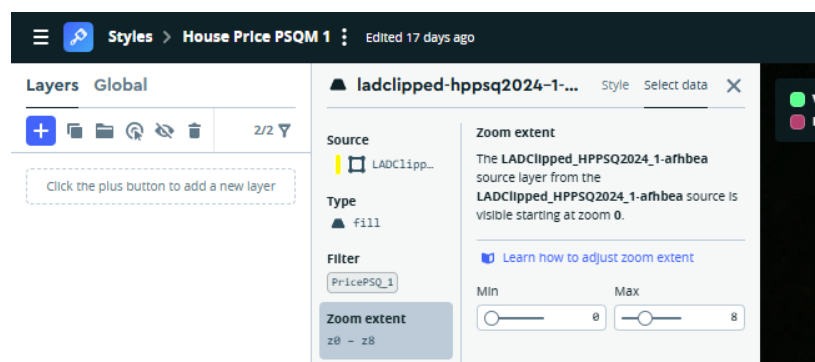 Styles > House Price PSQM 1 Edited 17 days ago
Layers Global
2/2
Click the plus button to add a new layer
ladclipped-hppsq2024-1-... Style Select data
Source
LADClipp…
Type
fill
Filter
PricePSQ_1
Zoom extent
z0 – z8
Zoom extent
The LADClipped_HPPSQ2024_1-afhbea
source layer from the
LADClipped_HPPSQ2024_1-afhbea source is
visible starting at zoom 0.
Learn how to adjust zoom extent
Min Max
0 8